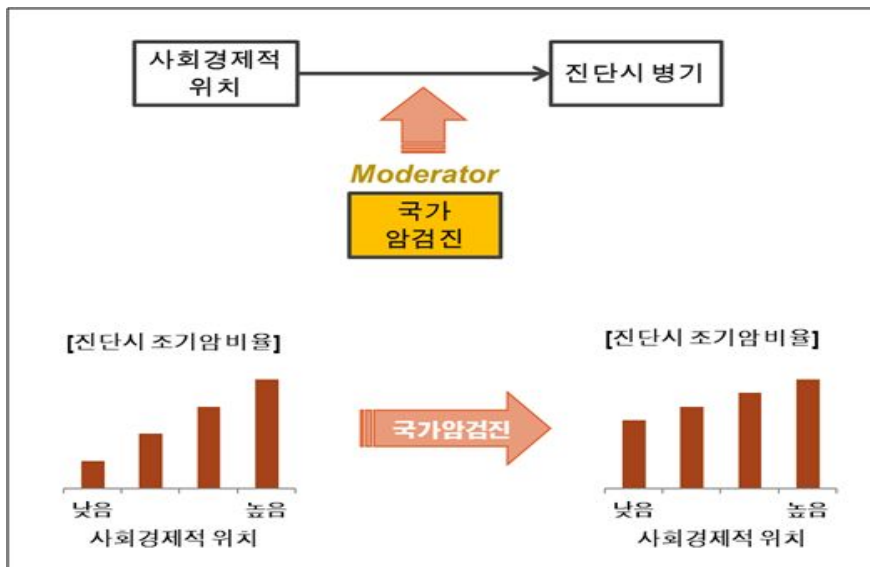 사회경제적
위치
진단시 병기
Moderator
국가
암검진
[진단시 조기암 비율]
낮음
높음
사회경제적 위치
국가암검진
[진단시 조기암 비율]
낮음
높음
사회경제적 위치